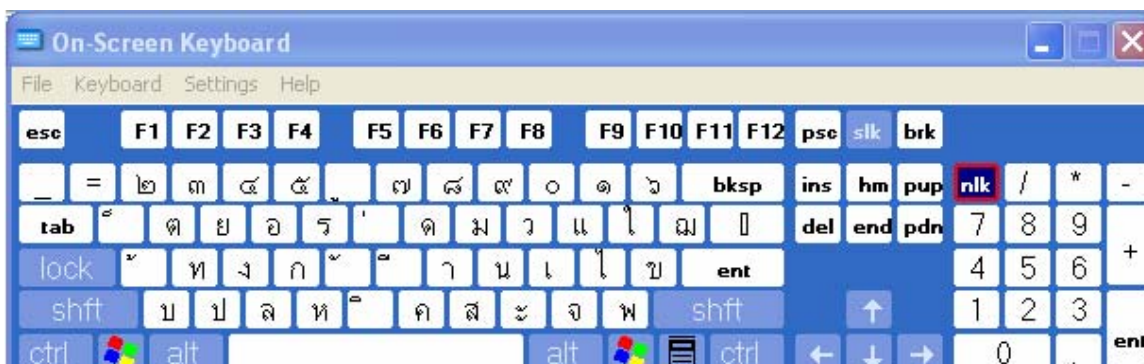 On-Screen Keyboard
File Keyboard Settings Help
esc F1 F2 F3 F4 F5 F6 F7 F8 F9 F10 F11 F12 psc slk brk
_ = ๒ ๓ ๔ ๕ ู ๗ ๘ ๙ ๐ ๑ ๖ bksp ins hm pup nlk / * -
tab ็ ต ย อ ร ่ ด ม ว แ ใ ฌ del end pdn 7 8 9 +
lock ้ ท ง ก ั ี า น เ ไ ข ent 4 5 6
shft บ ป ล ห ิ ค ส ะ จ พ shft ↑ 1 2 3 ent
ctrl alt alt ctrl ← ↓ → 0 .